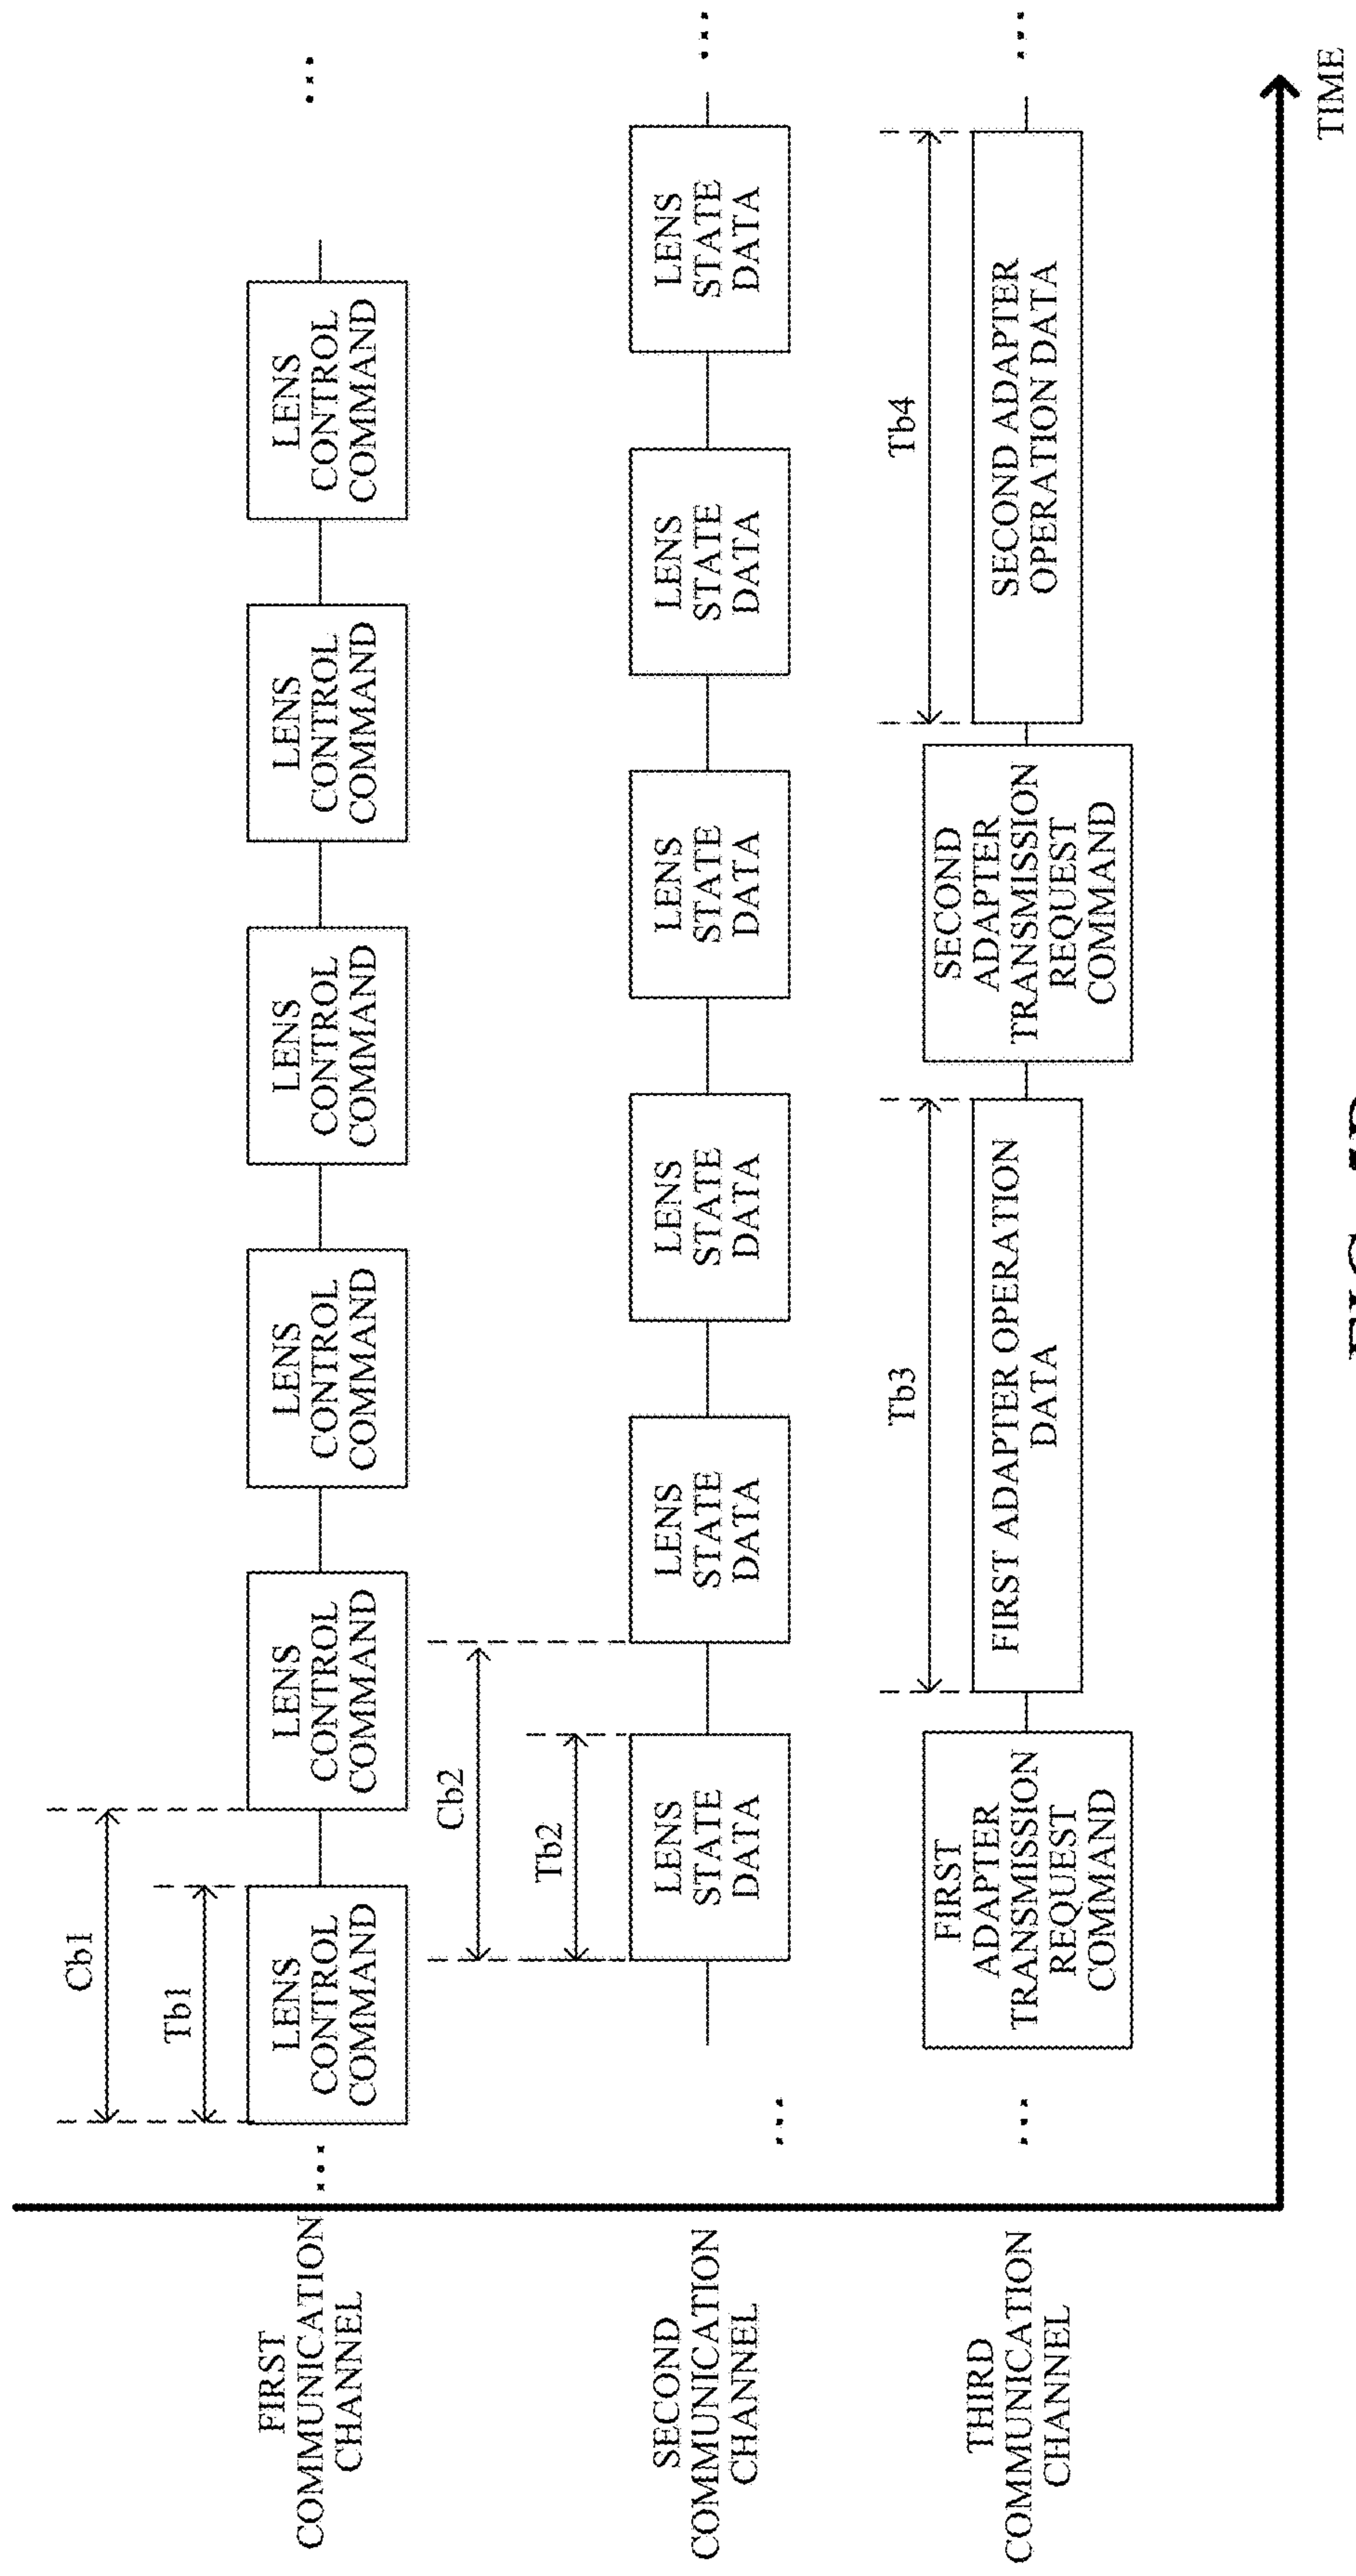 FIRST
COMMUNICATION
CHANNEL
Cb1
Tb1
LENS
CONTROL
COMMAND
LENS
CONTROL
COMMAND
LENS
CONTROL
COMMAND
LENS
CONTROL
COMMAND
LENS
CONTROL
COMMAND
LENS
CONTROL
COMMAND
SECOND
COMMUNICATION
CHANNEL
Cb2
Tb2
LENS
STATE
DATA
LENS
STATE
DATA
LENS
STATE
DATA
LENS
STATE
DATA
LENS
STATE
DATA
LENS
STATE
DATA
THIRD
COMMUNICATION
CHANNEL
FIRST
ADAPTER
TRANSMISSION
REQUEST
COMMAND
Tb3
FIRST ADAPTER OPERATION
DATA
SECOND
ADAPTER
TRANSMISSION
REQUEST
COMMAND
Tb4
SECOND ADAPTER
OPERATION DATA
TIME